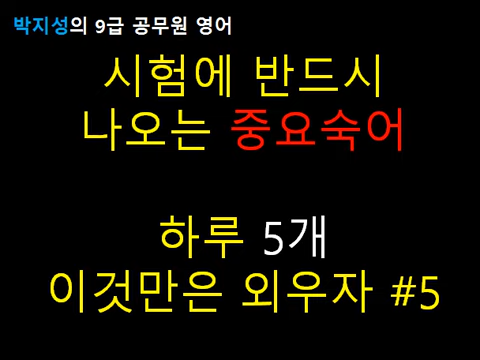 박지성의 9급 공무원 영어
시험에 반드시
나오는 중요숙어
하루 5개
이것만은 외우자 #5